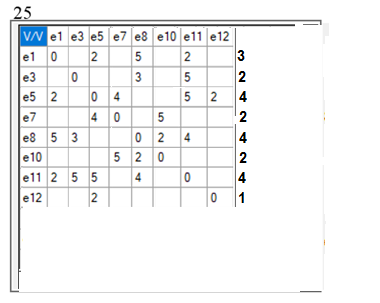 25
V/V e1 e3 e5 e7 e8 e10 e11 e12
e1 0 2 5 2 3
e3 0 3 5 2
e5 2 0 4 5 2 4
e7 4 0 5 2
e8 5 3 0 2 4 4
e10 5 2 0 2
e11 2 5 5 4 0 4
e12 2 0 1